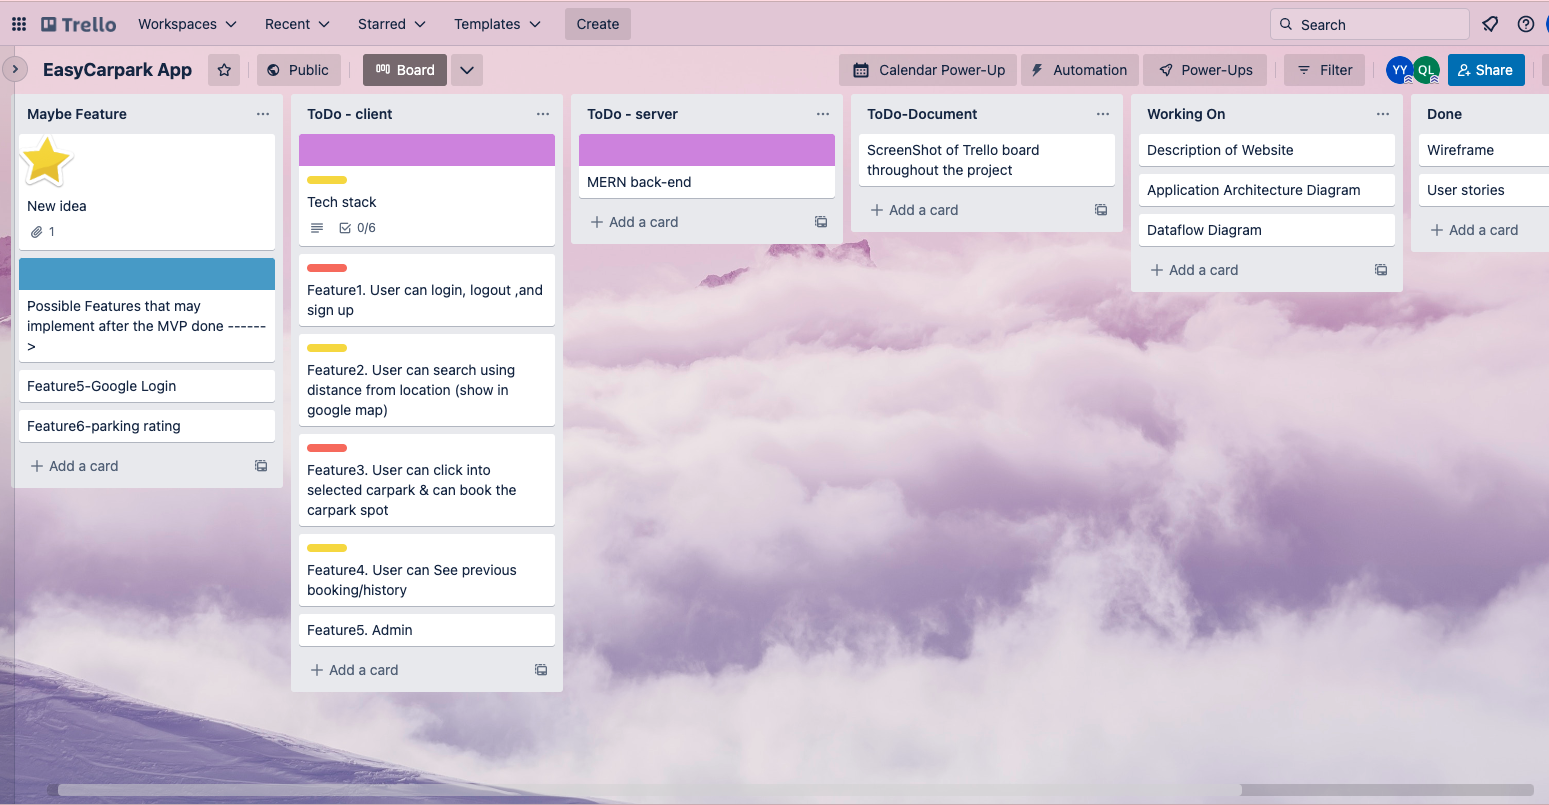 Trello
Workspaces
Recent
Starred
Templates
Create
Search
EasyCarpark App
Public
Board
Calendar Power-Up
Automation
Power-Ups
Filter
YY
QL
Share
Maybe Feature
New idea
1
Possible Features that may
implement after the MVP done ------
>
Feature5-Google Login
Feature6-parking rating
Add a card
ToDo - client
Tech stack
0/6
Feature1. User can login, logout ,and
sign up
Feature2. User can search using
distance from location (show in
google map)
Feature3. User can click into
selected carpark & can book the
carpark spot
Feature4. User can See previous
booking/history
Feature5. Admin
Add a card
ToDo - server
MERN back-end
Add a card
ToDo-Document
ScreenShot of Trello board
throughout the project
Add a card
Working On
Description of Website
Application Architecture Diagram
Dataflow Diagram
Add a card
Done
Wireframe
User stories
Add a card